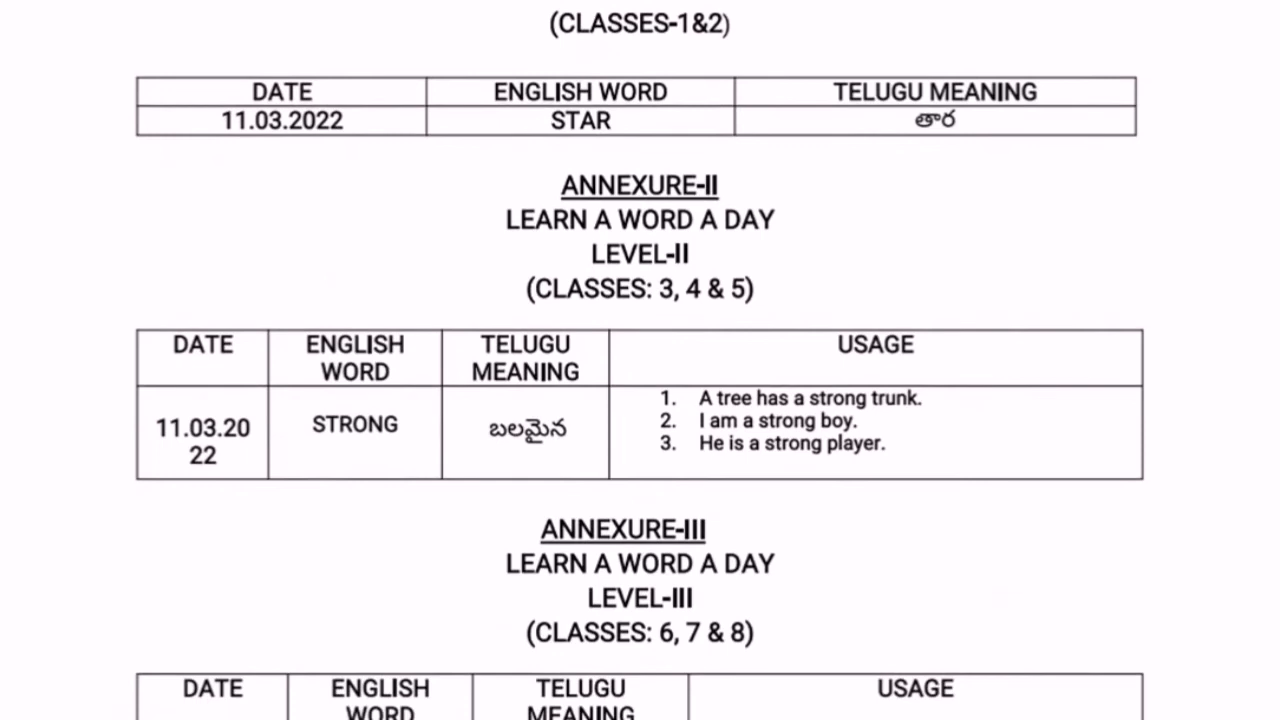 (CLASSES-1&2)
DATE ENGLISH WORD TELUGU MEANING
11.03.2022 STAR తార
ANNEXURE-II
LEARN A WORD A DAY
LEVEL-II
(CLASSES: 3, 4 & 5)
DATE ENGLISH WORD TELUGU MEANING USAGE
11.03.2022 STRONG బలమైన
1. A tree has a strong trunk.
2. I am a strong boy.
3. He is a strong player.
ANNEXURE-III
LEARN A WORD A DAY
LEVEL-III
(CLASSES: 6, 7 & 8)
DATE ENGLISH WORD TELUGU MEANING USAGE